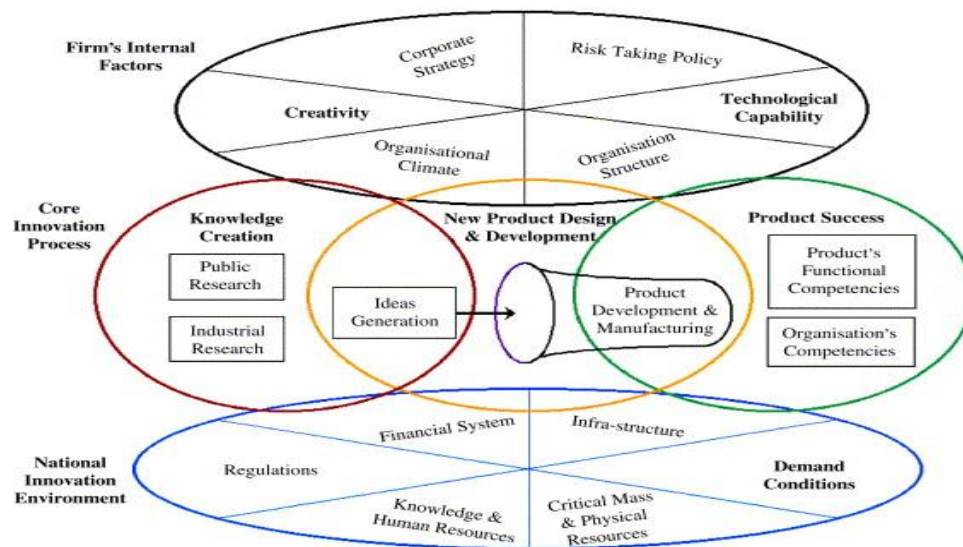 Firm's Internal
Factors
Corporate
Strategy
Risk Taking Policy
Creativity
Technological
Capability
Organisational
Climate
Organisation
Structure
Core
Innovation
Process
Knowledge
Creation
New Product Design
& Development
Product Success
Public
Research
Industrial
Research
Ideas
Generation
Product
Development &
Manufacturing
Product's
Functional
Competencies
Organisation's
Competencies
National
Innovation
Environment
Financial System
Infra-structure
Regulations
Demand
Conditions
Knowledge &
Human Resources
Critical Mass
& Physical
Resources